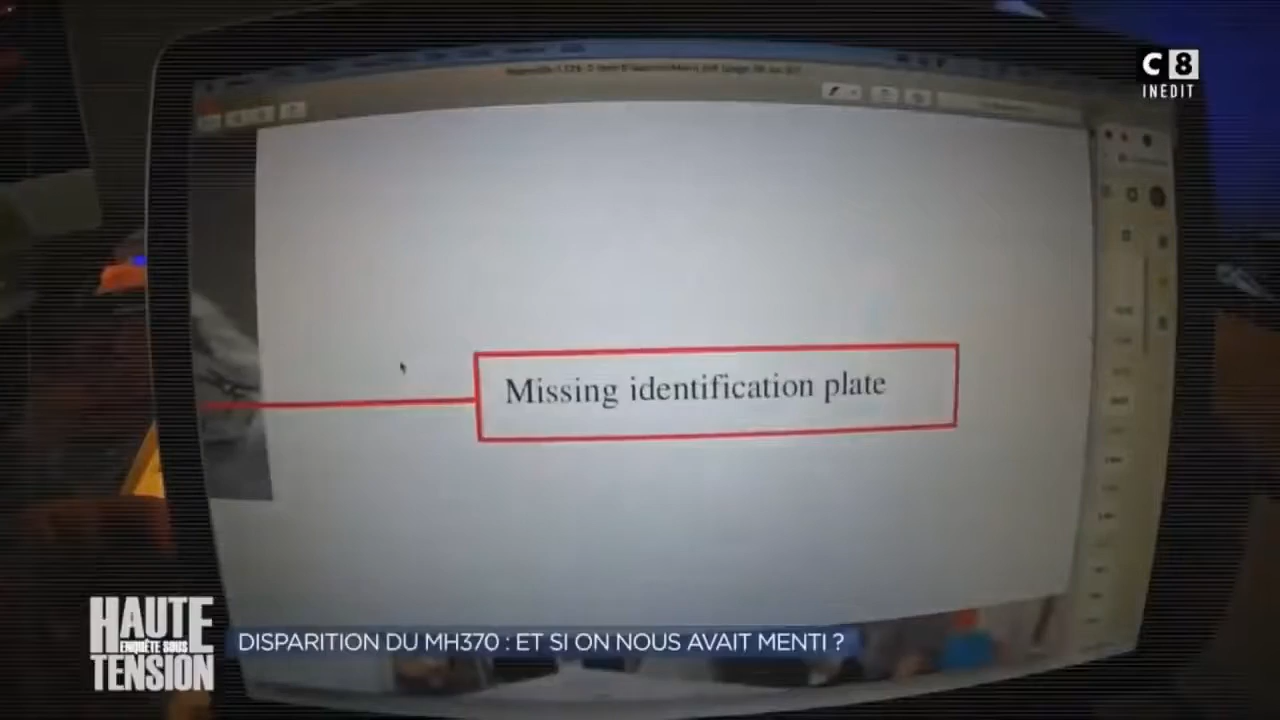 C8
INEDIT
Missing identification plate
HAUTE
ENQUÊTE SOUS
TENSION
DISPARITION DU MH370 : ET SI ON NOUS AVAIT MENTI ?